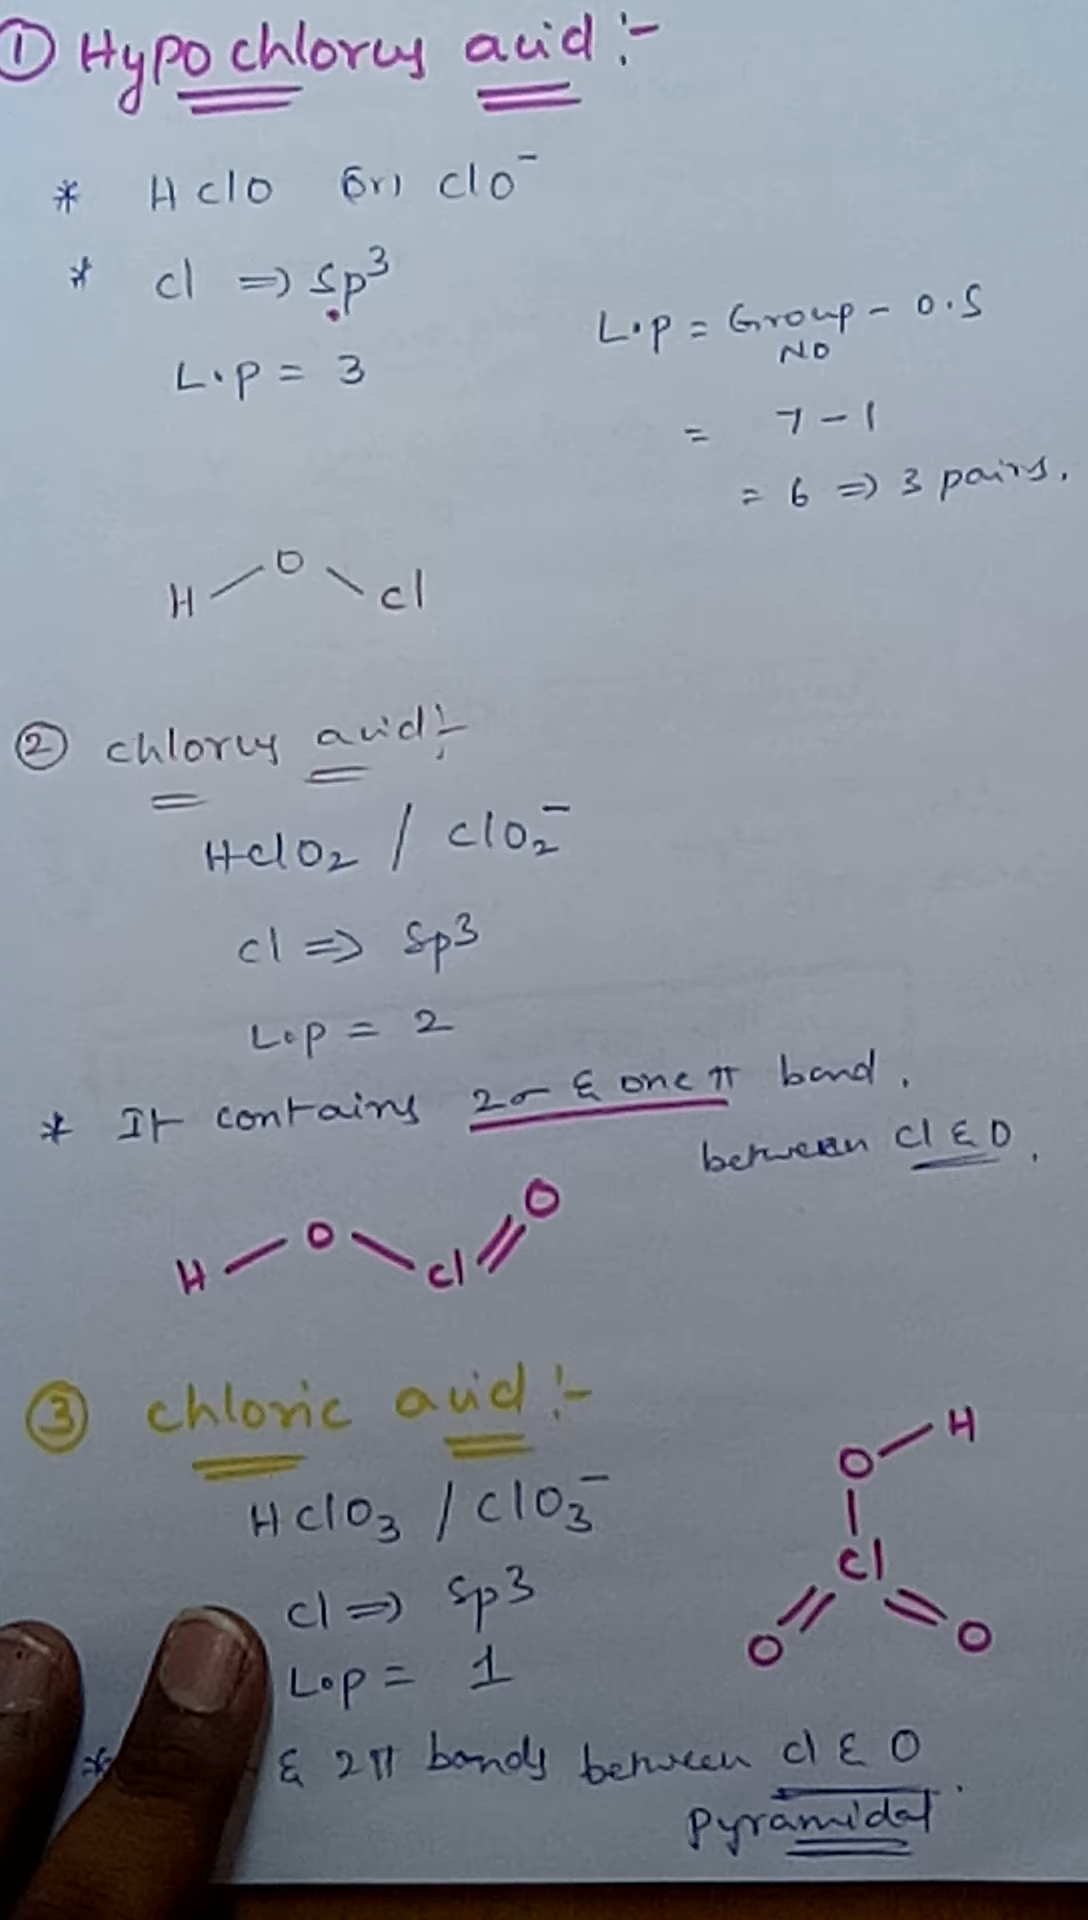 ① Hypochlorus acid :-
* HClO (or) ClO⁻
* Cl ⇒ Sp³
L.p = 3
L.p = Group No - O.S
= 7 - 1
= 6 ⇒ 3 pairs.
H O Cl
② chlorus acid :-
HClO₂ / ClO₂⁻
Cl ⇒ Sp3
L.p = 2
* It contains 2σ & one π bond.
between Cl & O.
H O Cl O
③ chloric acid :-
HClO₃ / ClO₃⁻
Cl ⇒ Sp3
L.p = 1
O H
Cl
O O
* & 2π bonds between Cl & O.
Pyramidal